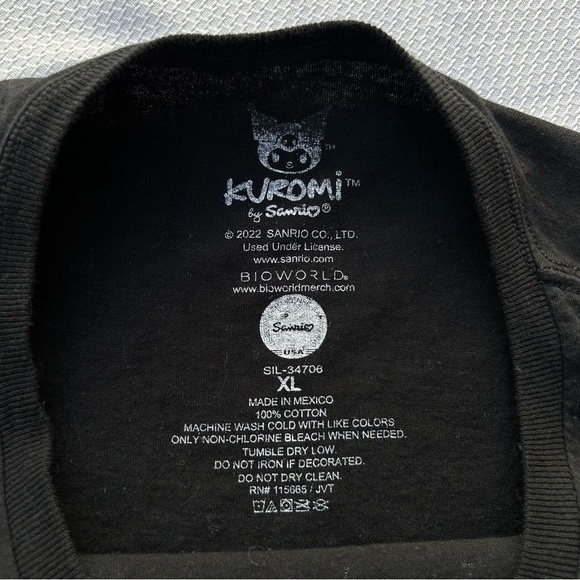 ™
KUROMi™
by Sanrio®
© 2022 SANRIO CO., LTD.
Used Under License.
www.sanrio.com
BIOWORLD®
www.bioworldmerch.com
Sanrio
USA
SIL-34706
XL
MADE IN MEXICO
100% COTTON
MACHINE WASH COLD WITH LIKE COLORS
ONLY NON-CHLORINE BLEACH WHEN NEEDED.
TUMBLE DRY LOW.
DO NOT IRON IF DECORATED.
DO NOT DRY CLEAN.
RN# 115665 / JVT